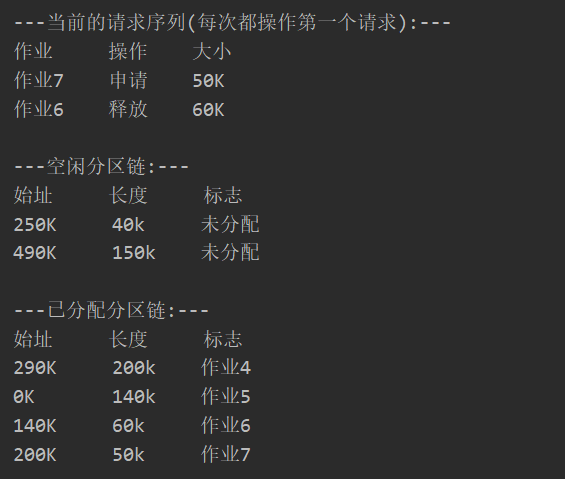 ---当前的请求序列(每次都操作第一个请求):---
作业 操作 大小
作业7 申请 50K
作业6 释放 60K
---空闲分区链:---
始址 长度 标志
250K 40k 未分配
490K 150k 未分配
---已分配分区链:---
始址 长度 标志
290K 200k 作业4
0K 140k 作业5
140K 60k 作业6
200K 50k 作业7